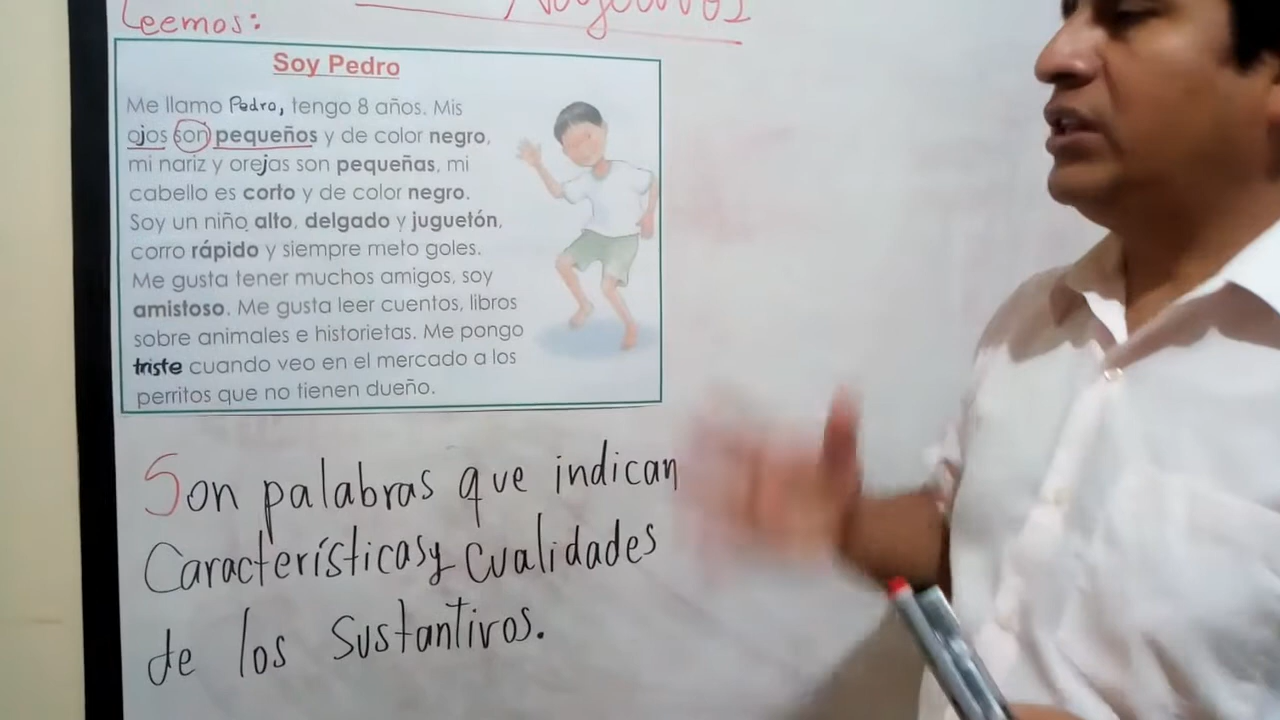 Adjetivos
Leemos:
Soy Pedro
Me llamo Pedro, tengo 8 años. Mis
ojos son pequeños y de color negro,
mi nariz y orejas son pequeñas, mi
cabello es corto y de color negro.
Soy un niño alto, delgado y juguetón,
corro rápido y siempre meto goles.
Me gusta tener muchos amigos, soy
amistoso. Me gusta leer cuentos, libros
sobre animales e historietas. Me pongo
triste cuando veo en el mercado a los
perritos que no tienen dueño.
Son palabras que indican
Características y cualidades
de los sustantivos.